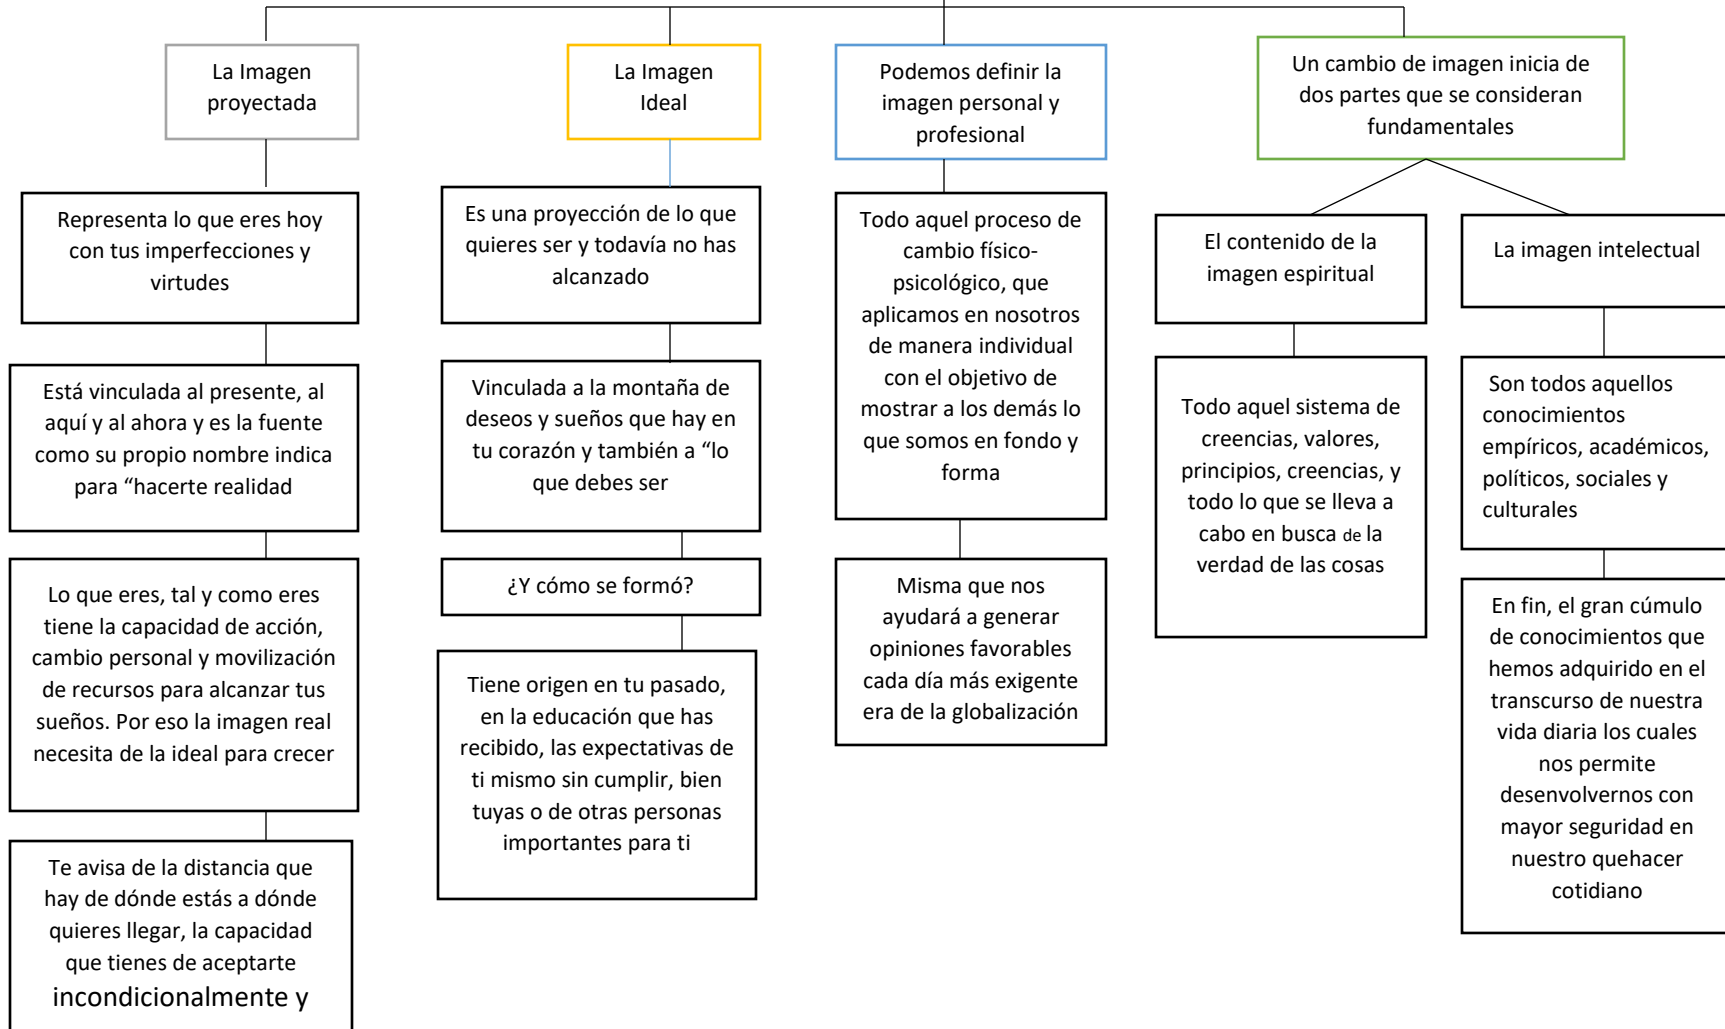 La Imagen
proyectada
Representa lo que eres hoy
con tus imperfecciones y
virtudes
Está vinculada al presente, al
aquí y al ahora y es la fuente
como su propio nombre indica
para “hacerte realidad
Lo que eres, tal y como eres
tiene la capacidad de acción,
cambio personal y movilización
de recursos para alcanzar tus
sueños. Por eso la imagen real
necesita de la ideal para crecer
Te avisa de la distancia que
hay de dónde estás a dónde
quieres llegar, la capacidad
que tienes de aceptarte
incondicionalmente y
La Imagen
Ideal
Es una proyección de lo que
quieres ser y todavía no has
alcanzado
Vinculada a la montaña de
deseos y sueños que hay en
tu corazón y también a “lo
que debes ser
¿Y cómo se formó?
Tiene origen en tu pasado,
en la educación que has
recibido, las expectativas de
ti mismo sin cumplir, bien
tuyas o de otras personas
importantes para ti
Podemos definir la
imagen personal y
profesional
Todo aquel proceso de
cambio físico-
psicológico, que
aplicamos en nosotros
de manera individual
con el objetivo de
mostrar a los demás lo
que somos en fondo y
forma
Misma que nos
ayudará a generar
opiniones favorables
cada día más exigente
era de la globalización
Un cambio de imagen inicia de
dos partes que se consideran
fundamentales
El contenido de la
imagen espiritual
Todo aquel sistema de
creencias, valores,
principios, creencias, y
todo lo que se lleva a
cabo en busca de la
verdad de las cosas
La imagen intelectual
Son todos aquellos
conocimientos
empíricos, académicos,
políticos, sociales y
culturales
En fin, el gran cúmulo
de conocimientos que
hemos adquirido en el
transcurso de nuestra
vida diaria los cuales
nos permite
desenvolvernos con
mayor seguridad en
nuestro quehacer
cotidiano